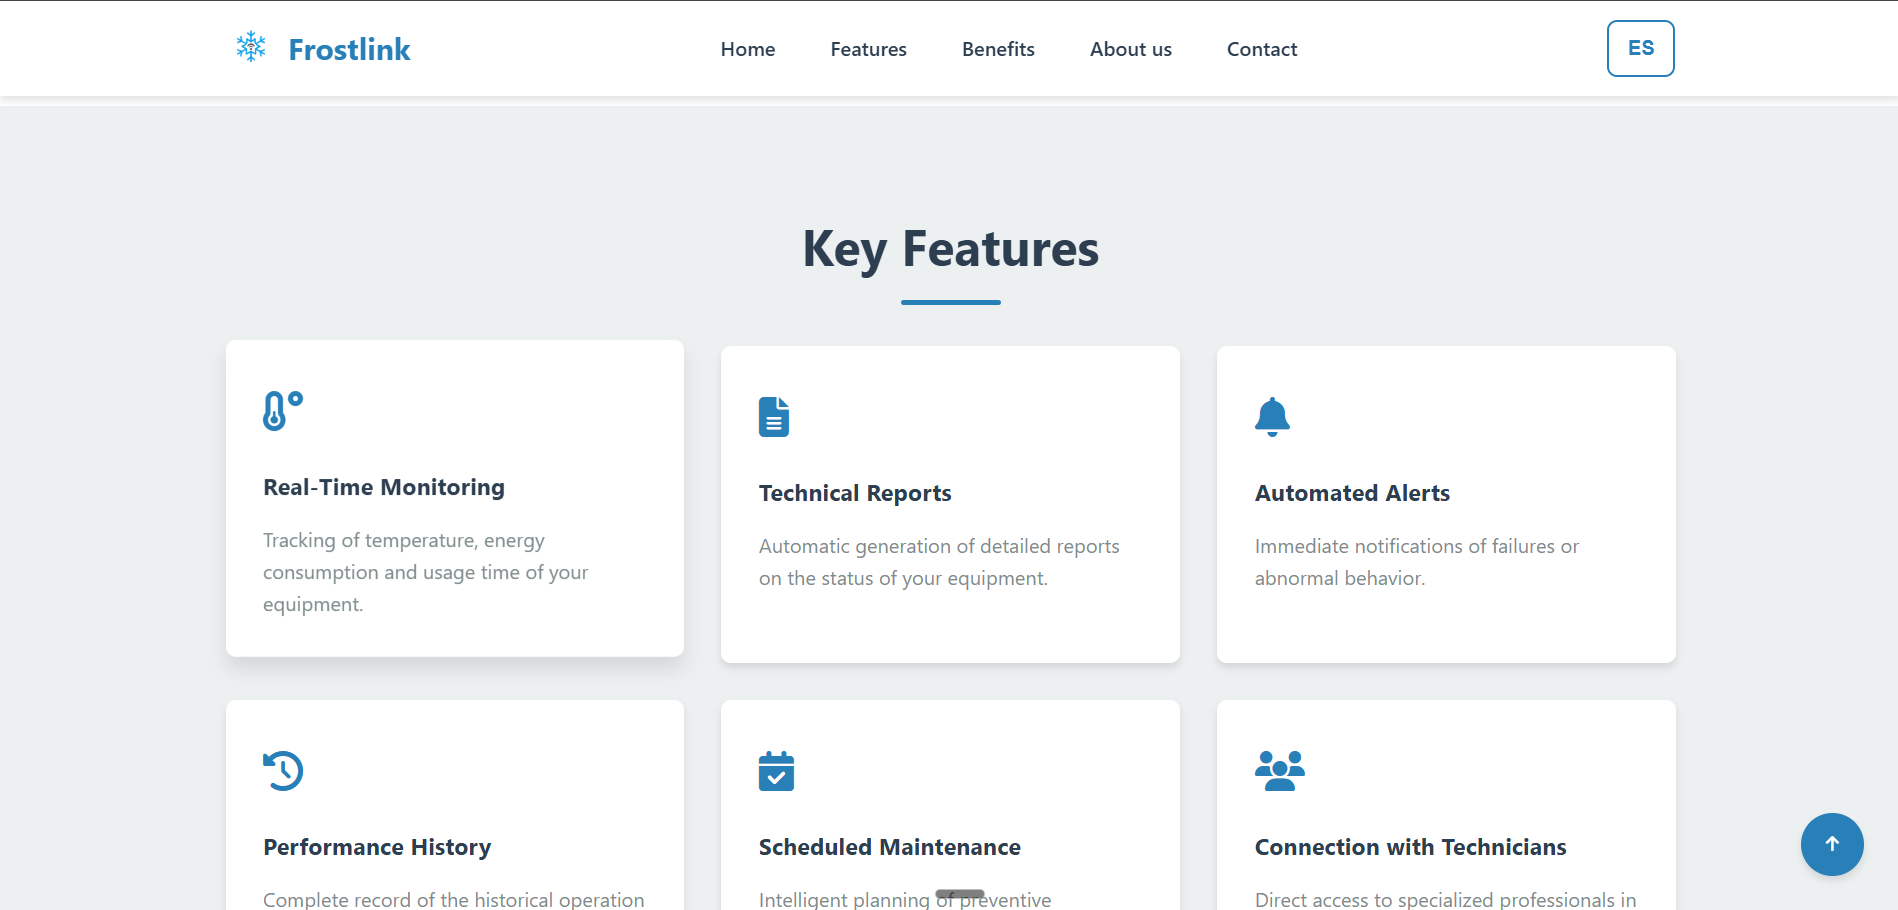 Frostlink
Home Features Benefits About us Contact
ES
Key Features
Real-Time Monitoring
Tracking of temperature, energy
consumption and usage time of your
equipment.
Technical Reports
Automatic generation of detailed reports
on the status of your equipment.
Automated Alerts
Immediate notifications of failures or
abnormal behavior.
Performance History
Complete record of the historical operation
Scheduled Maintenance
Intelligent planning of preventive
Connection with Technicians
Direct access to specialized professionals in